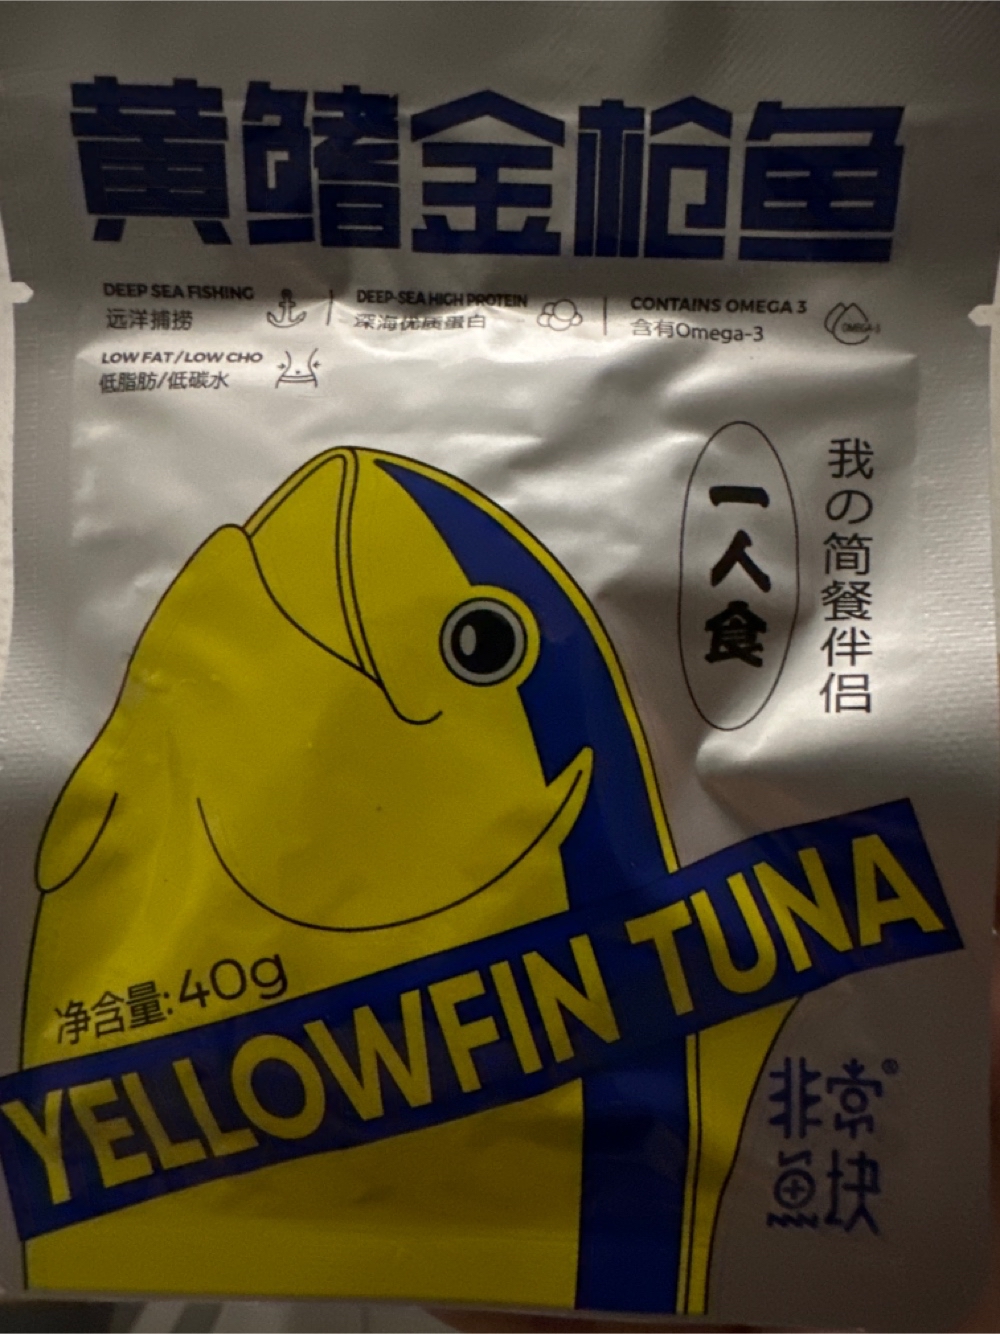 黄鳍金枪鱼
DEEP SEA FISHING
远洋捕捞
DEEP-SEA HIGH PROTEIN
深海优质蛋白
CONTAINS OMEGA 3
含有Omega-3
OMEGA-3
LOW FAT/LOW CHO
低脂肪/低碳水
我の简餐伴侣
一人食
净含量:40g
YELLOWFIN TUNA
非常®
鱼块